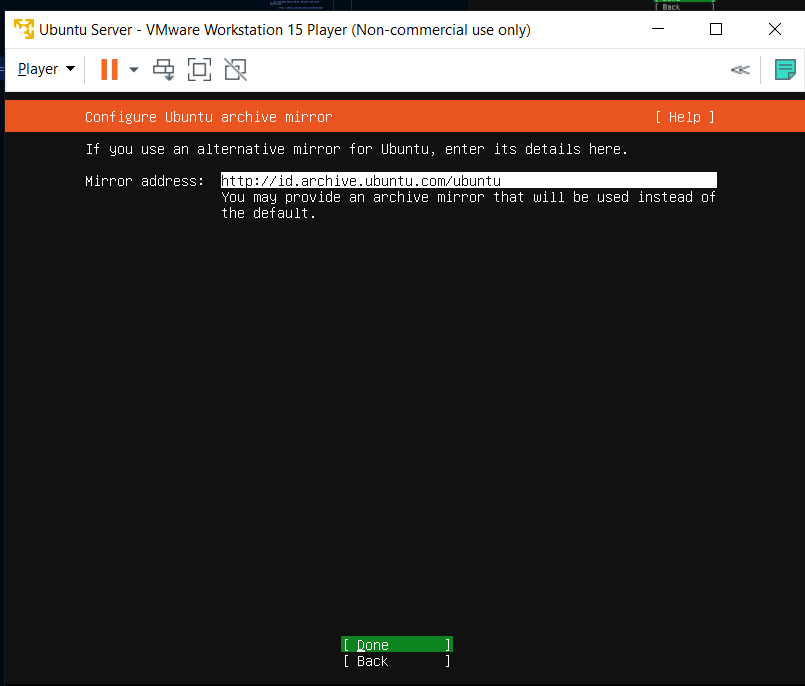 [ Back ]
Ubuntu Server - VMware Workstation 15 Player (Non-commercial use only)
Player
Configure Ubuntu archive mirror [ Help ]
If you use an alternative mirror for Ubuntu, enter its details here.
Mirror address: http://id.archive.ubuntu.com/ubuntu
You may provide an archive mirror that will be used instead of
the default.
[ Done ]
[ Back ]